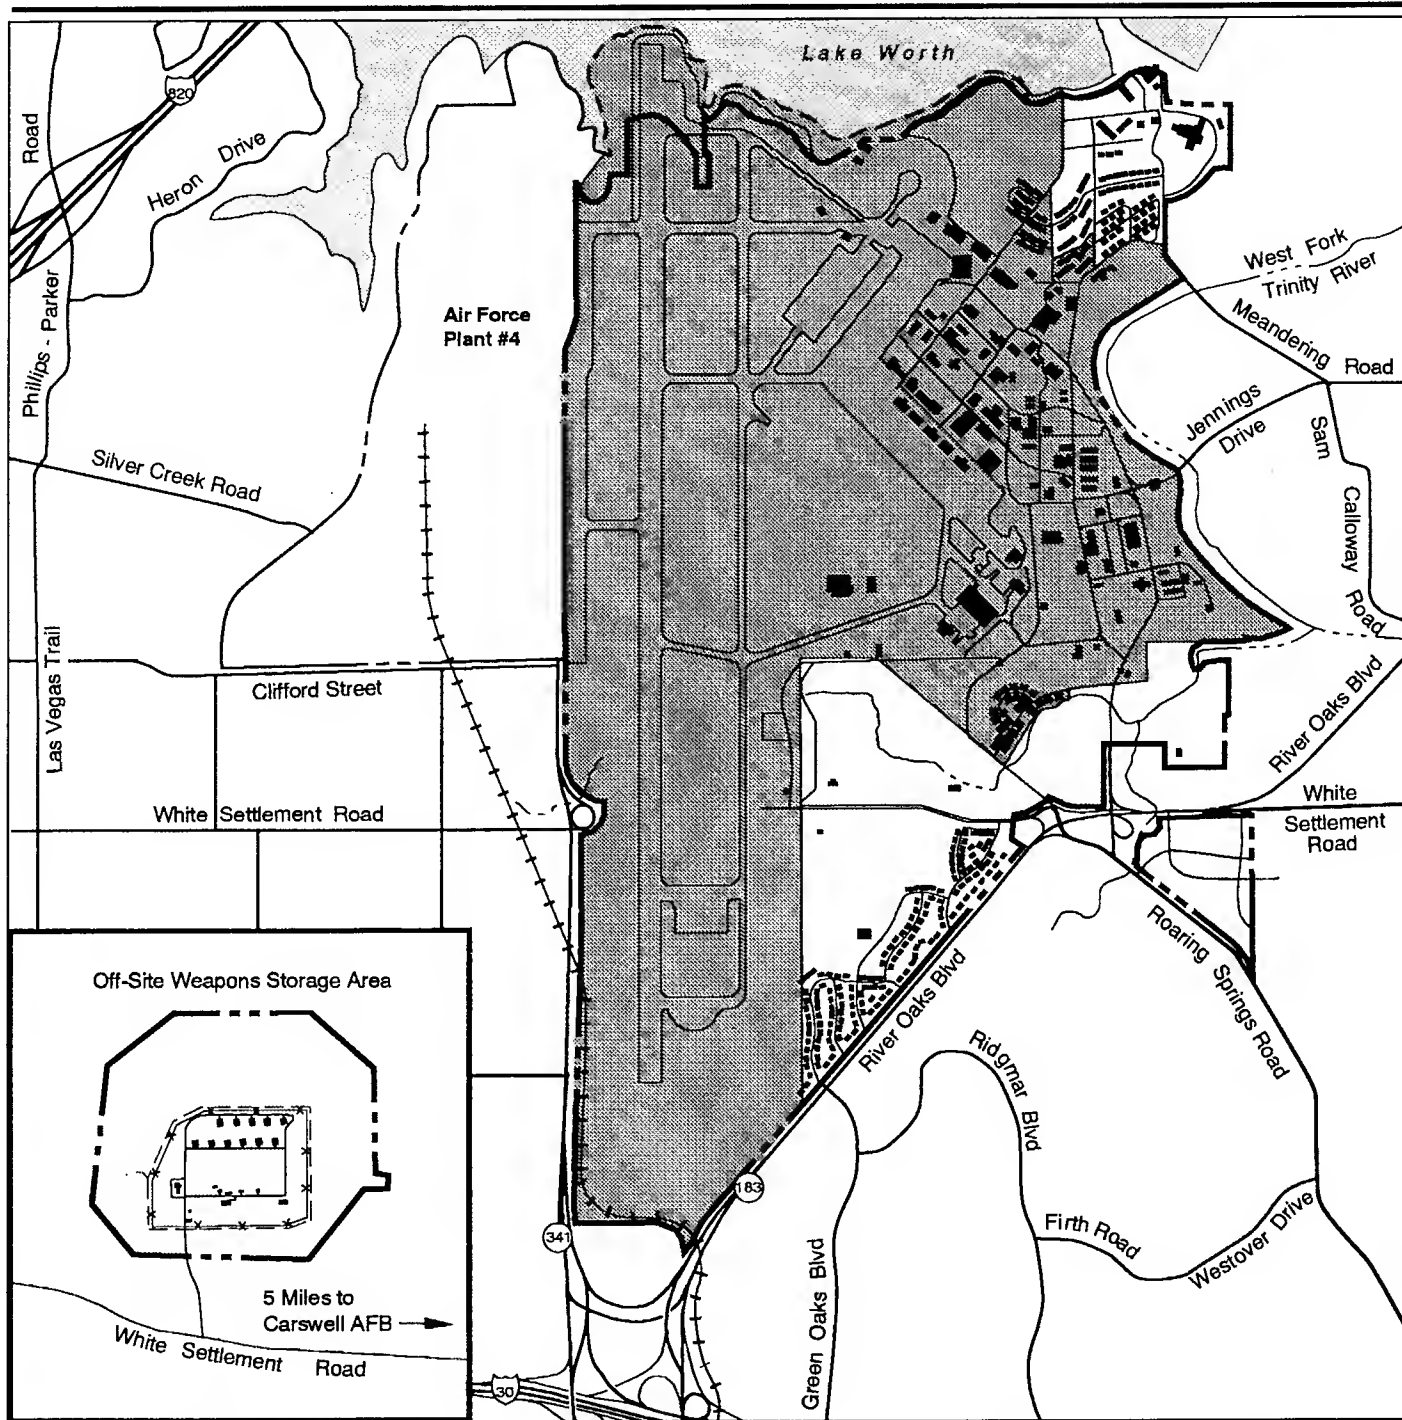 Lake Worth
820
Road
Heron Drive
West Fork
Trinity River
Air Force
Plant #4
Meandering
Road
Phillips - Parker
Jennings
Drive
Sam
Calloway
Road
Silver Creek Road
Clifford Street
Las Vegas Trail
River Oaks Blvd
White Settlement Road
White
Settlement
Road
Roaring Springs Road
River Oaks Blvd
Ridgmar Blvd
Off-Site Weapons Storage Area
183
341
Firth Road
Westover Drive
Green Oaks Blvd
5 Miles to
Carswell AFB
White Settlement Road
30